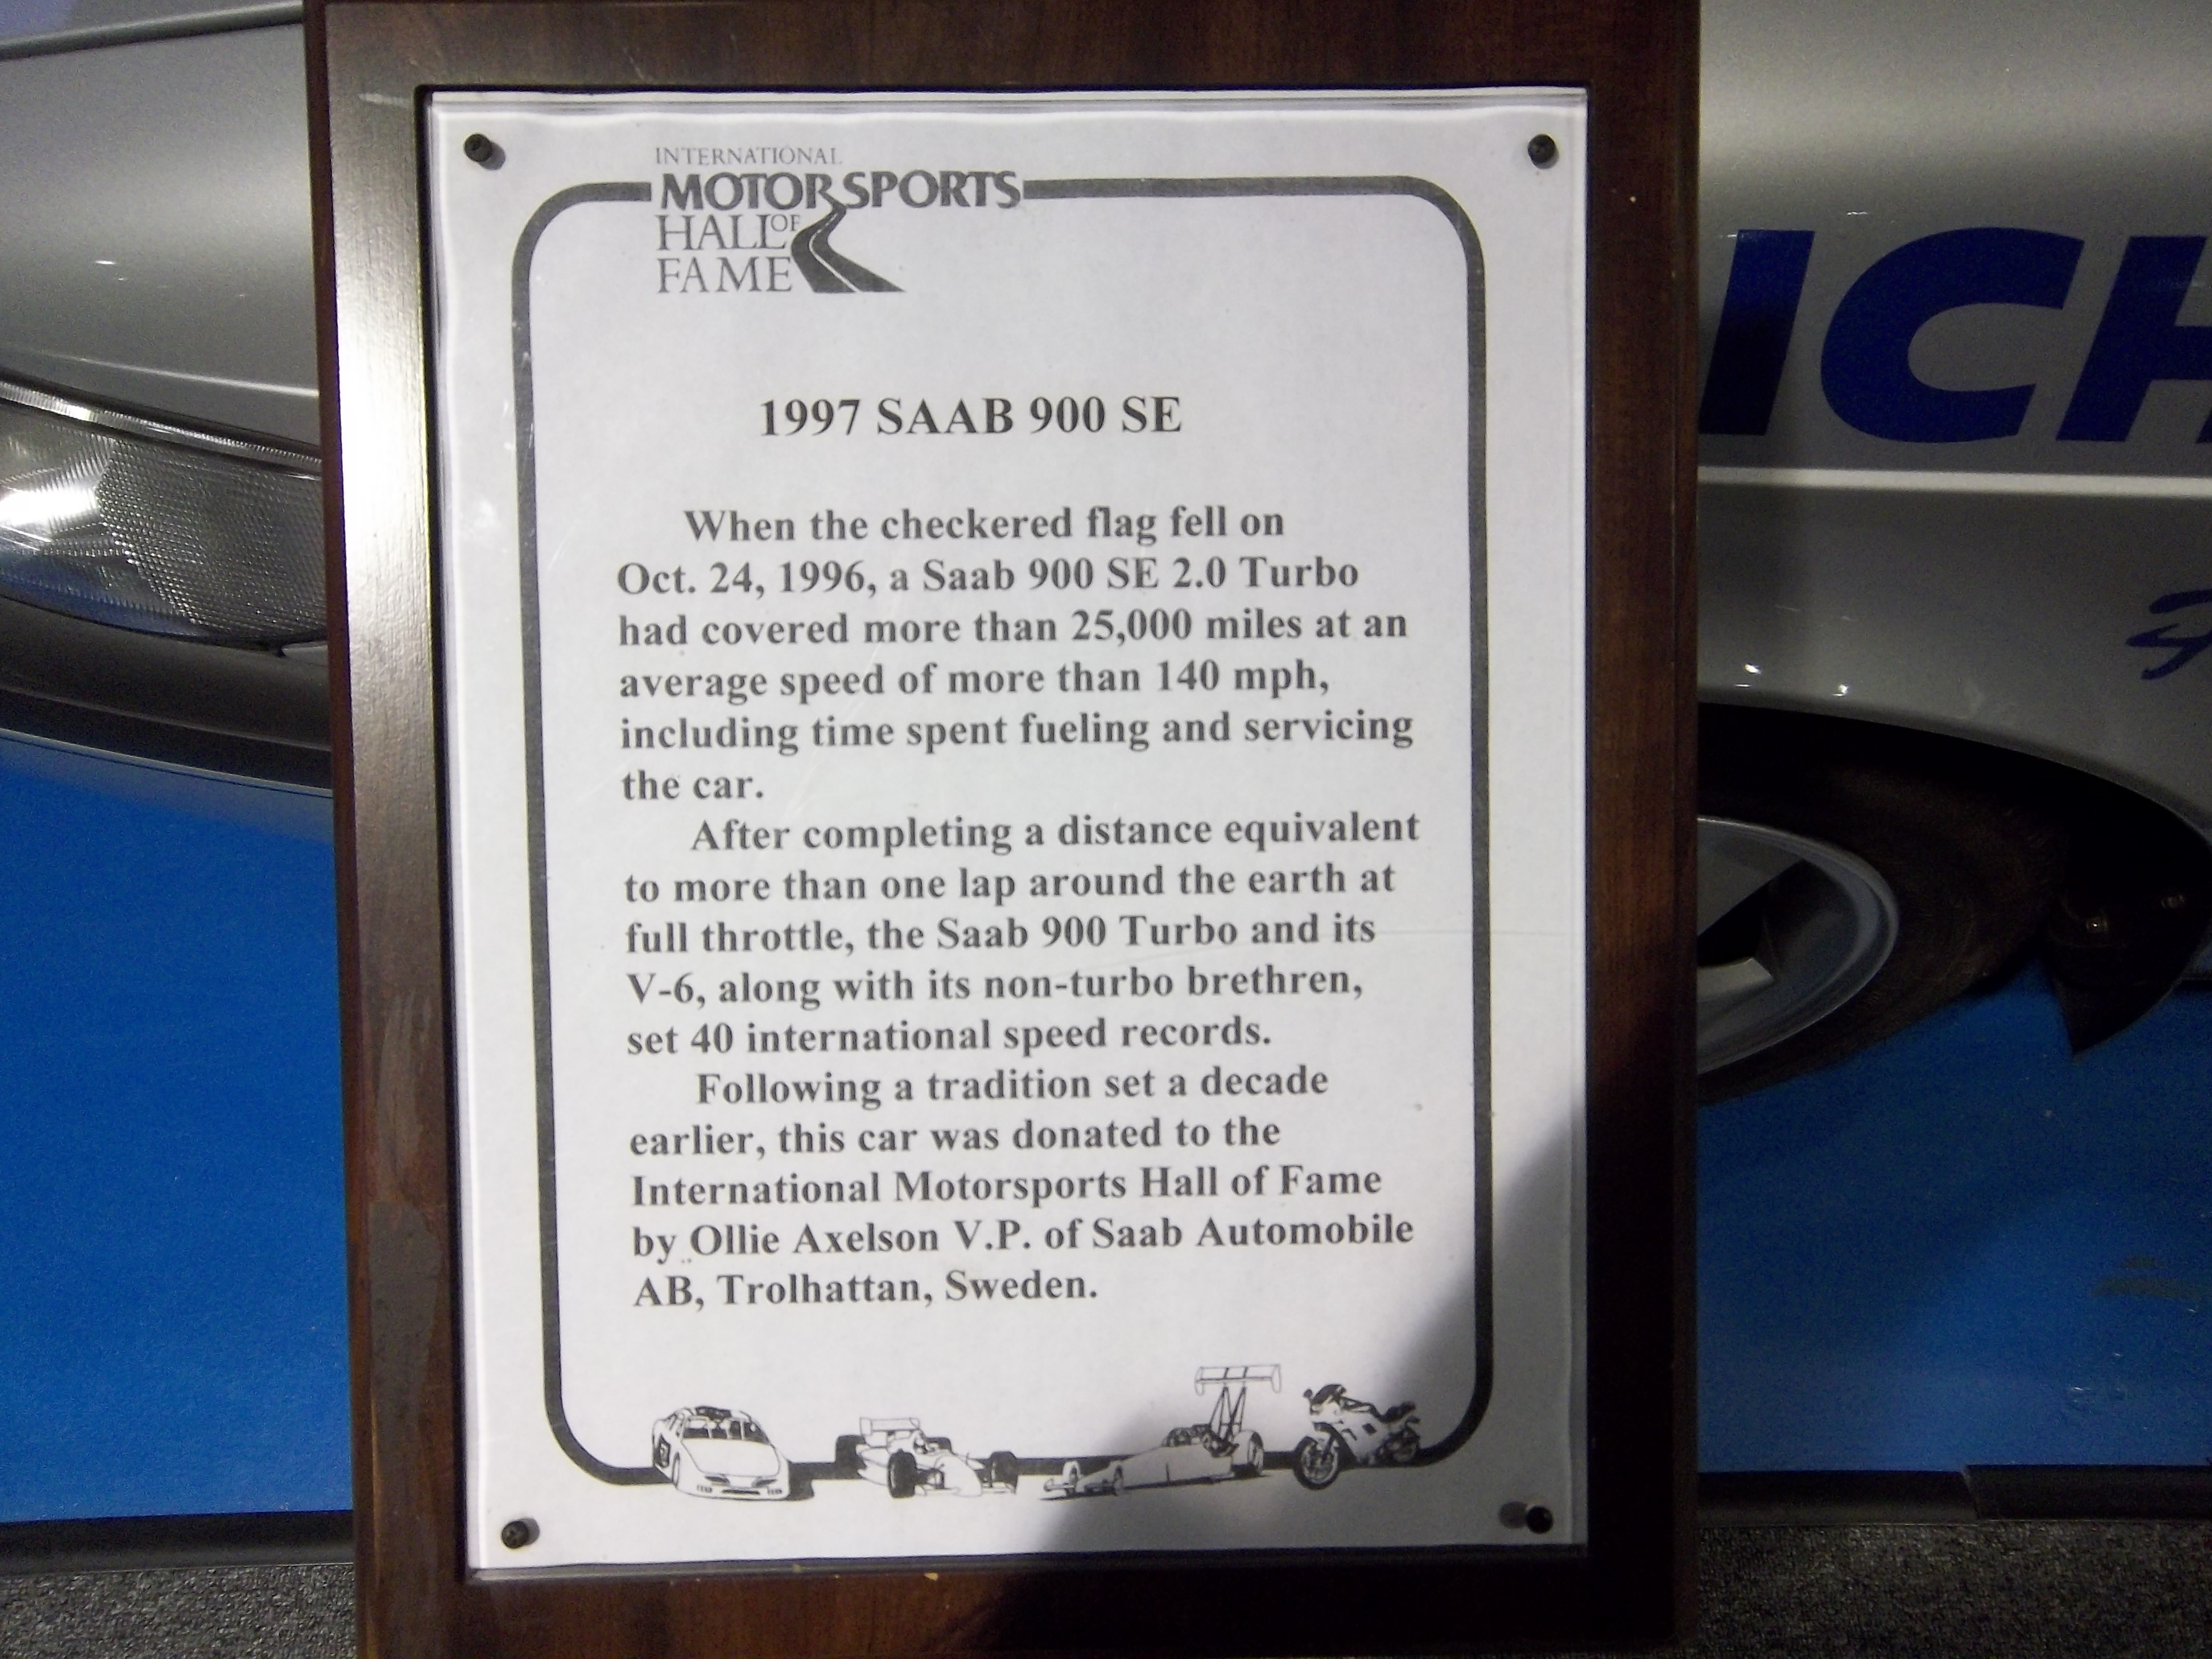 INTERNATIONAL
MOTORSPORTS
HALL OF
FAME
1997 SAAB 900 SE
When the checkered flag fell on
Oct. 24, 1996, a Saab 900 SE 2.0 Turbo
had covered more than 25,000 miles at an
average speed of more than 140 mph,
including time spent fueling and servicing
the car.
After completing a distance equivalent
to more than one lap around the earth at
full throttle, the Saab 900 Turbo and its
V-6, along with its non-turbo brethren,
set 40 international speed records.
Following a tradition set a decade
earlier, this car was donated to the
International Motorsports Hall of Fame
by Ollie Axelson V.P. of Saab Automobile
AB, Trolhattan, Sweden.
ICH